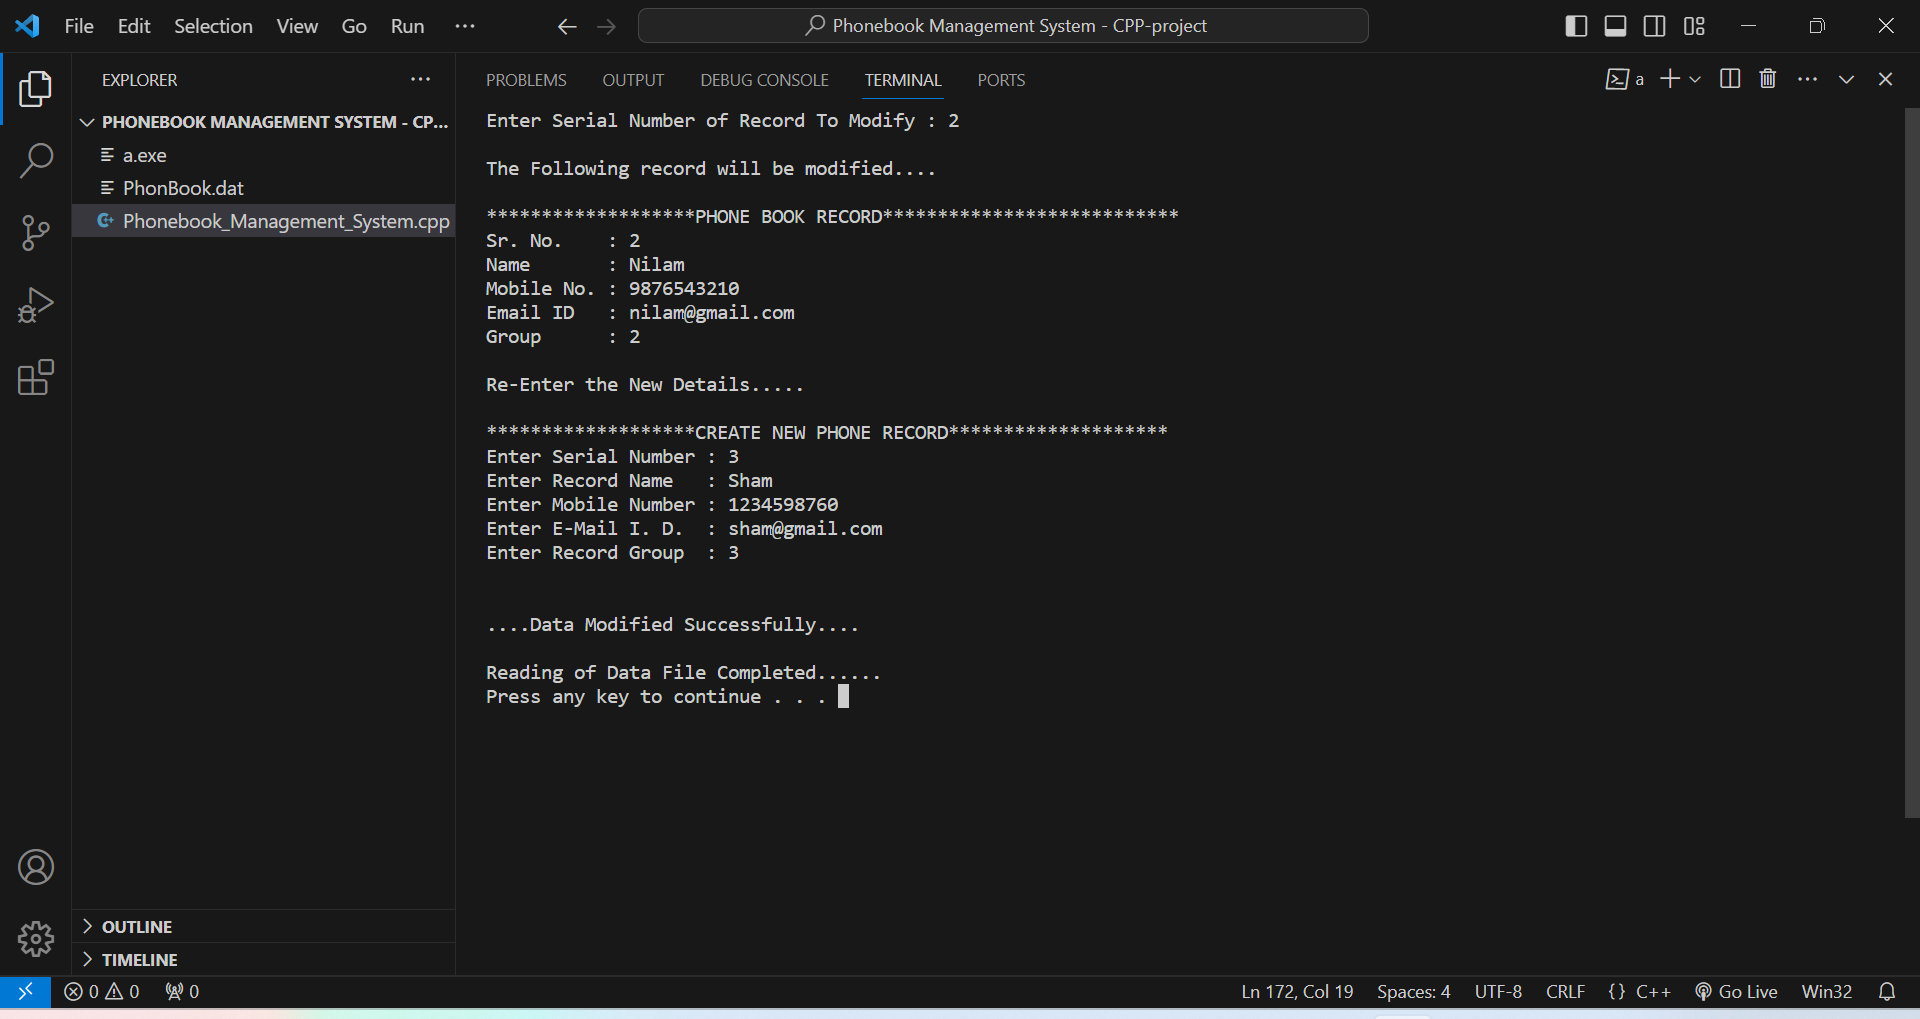 File Edit Selection View Go Run ...
Phonebook Management System - CPP-project
EXPLORER ...
PHONEBOOK MANAGEMENT SYSTEM - CP...
a.exe
PhonBook.dat
Phonebook_Management_System.cpp
OUTLINE
TIMELINE
PROBLEMS OUTPUT DEBUG CONSOLE TERMINAL PORTS
a
Enter Serial Number of Record To Modify : 2
The Following record will be modified....
*******************PHONE BOOK RECORD***************************
Sr. No. : 2
Name : Nilam
Mobile No. : 9876543210
Email ID : nilam@gmail.com
Group : 2
Re-Enter the New Details.....
*******************CREATE NEW PHONE RECORD********************
Enter Serial Number : 3
Enter Record Name : Sham
Enter Mobile Number : 1234598760
Enter E-Mail I. D. : sham@gmail.com
Enter Record Group : 3
....Data Modified Successfully....
Reading of Data File Completed......
Press any key to continue . . .
0 0 0
Ln 172, Col 19 Spaces: 4 UTF-8 CRLF {} C++ Go Live Win32